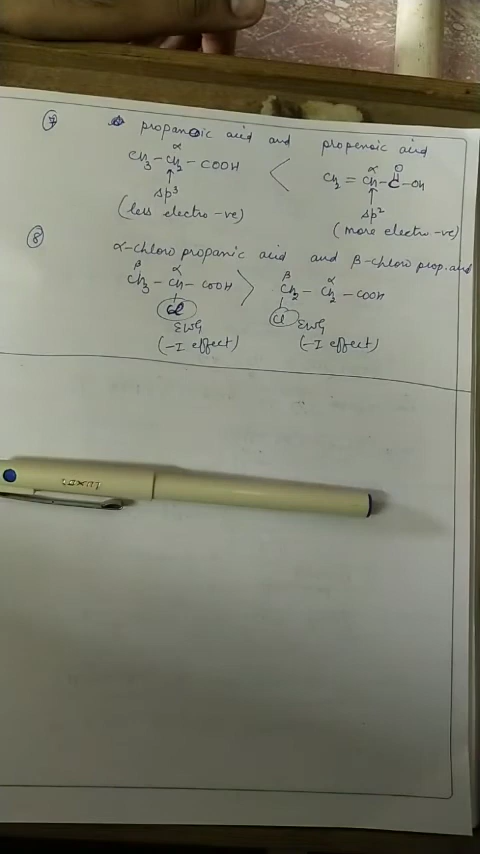 ⑦ propanoic acid and propenoic acid
CH3 - CH2 - COOH < CH2 = CH - C - OH
α α O
sp3 sp2
(less electro -ve) (more electro -ve)
⑧ α-chloro propanic acid and β-chloro prop. acid
β α β α
CH3 - CH - COOH > CH2 - CH2 - COOH
Cl Cl
EWG EWG
(-I effect) (-I effect)
LUXOR